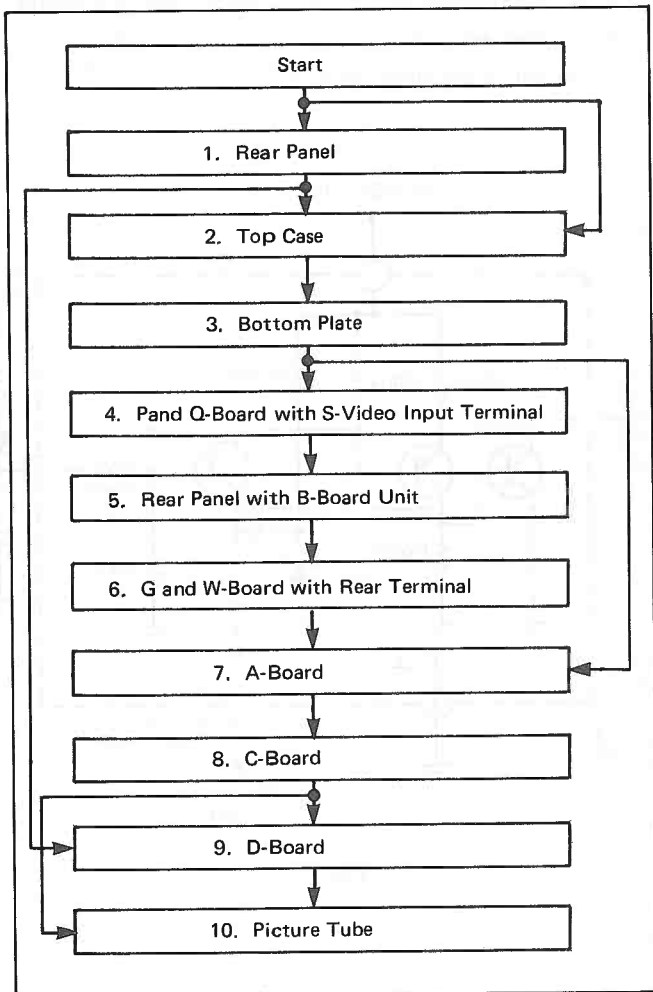 Start
1. Rear Panel
2. Top Case
3. Bottom Plate
4. Pand Q-Board with S-Video Input Terminal
5. Rear Panel with B-Board Unit
6. G and W-Board with Rear Terminal
7. A-Board
8. C-Board
9. D-Board
10. Picture Tube